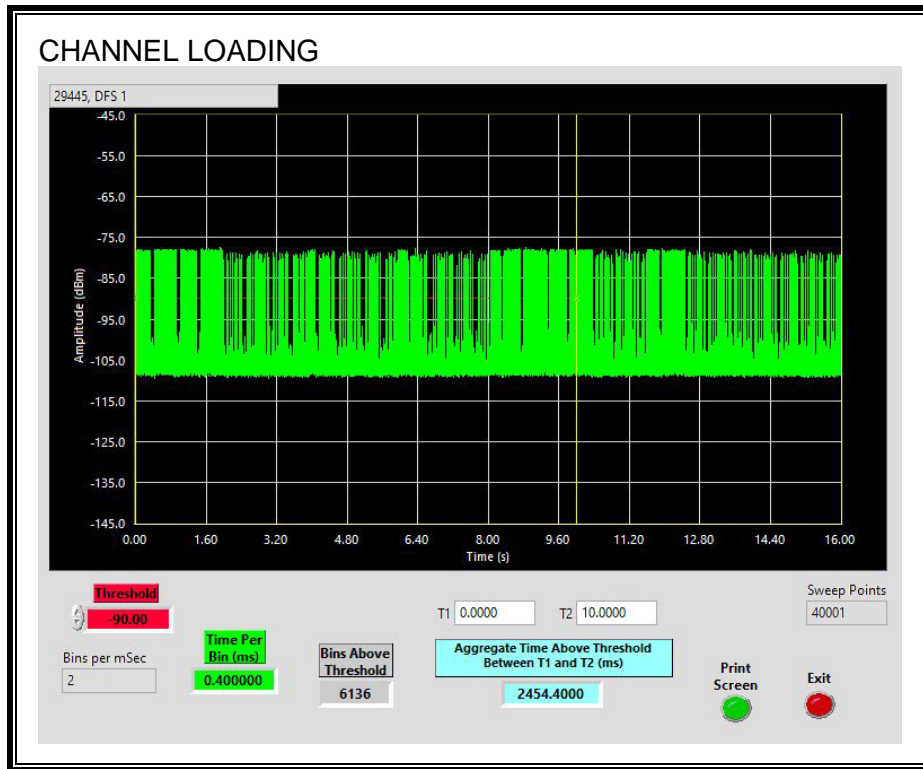 CHANNEL LOADING
29445, DFS 1
-45.0
-55.0
-65.0
-75.0
-85.0
-95.0
-105.0
-115.0
-125.0
-135.0
-145.0
Amplitude (dBm)
0.00 1.60 3.20 4.80 6.40 8.00 9.60 11.20 12.80 14.40 16.00
Time (s)
Threshold
-90.00
Bins per mSec
2
Time Per
Bin (ms)
0.400000
Bins Above
Threshold
6136
T1 0.0000 T2 10.0000
Aggregate Time Above Threshold
Between T1 and T2 (ms)
2454.4000
Sweep Points
40001
Print
Screen
Exit